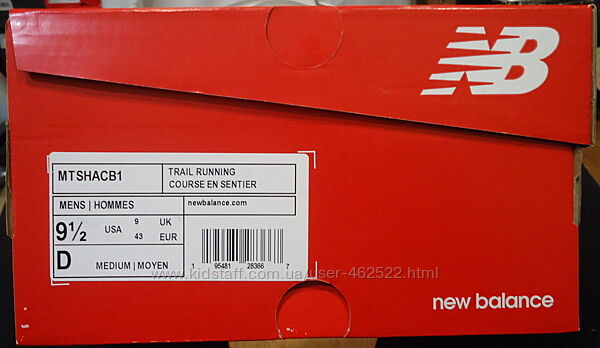 NB
MTSHACB1
TRAIL RUNNING
COURSE EN SENTIER
MENS | HOMMES
newbalance.com
9½ USA 9 UK
43 EUR
D MEDIUM | MOYEN
1 95481 28366 7
www.kidstaff.com.ua/user-462522.html
new balance